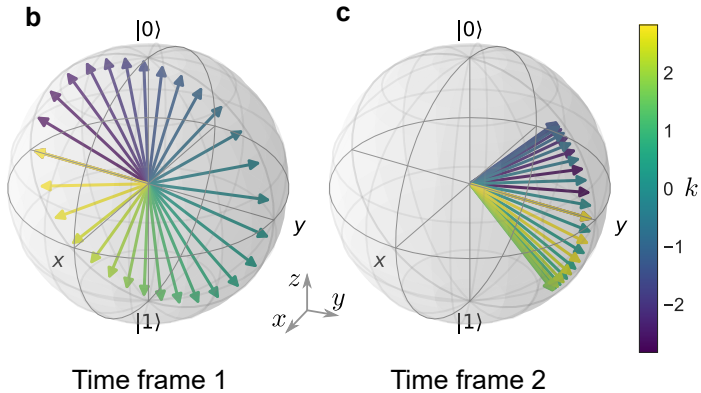 b
c
|0⟩
|0⟩
2
1
0
k
−1
−2
y
y
x
x
z
y
x
|1⟩
|1⟩
Time frame 1
Time frame 2